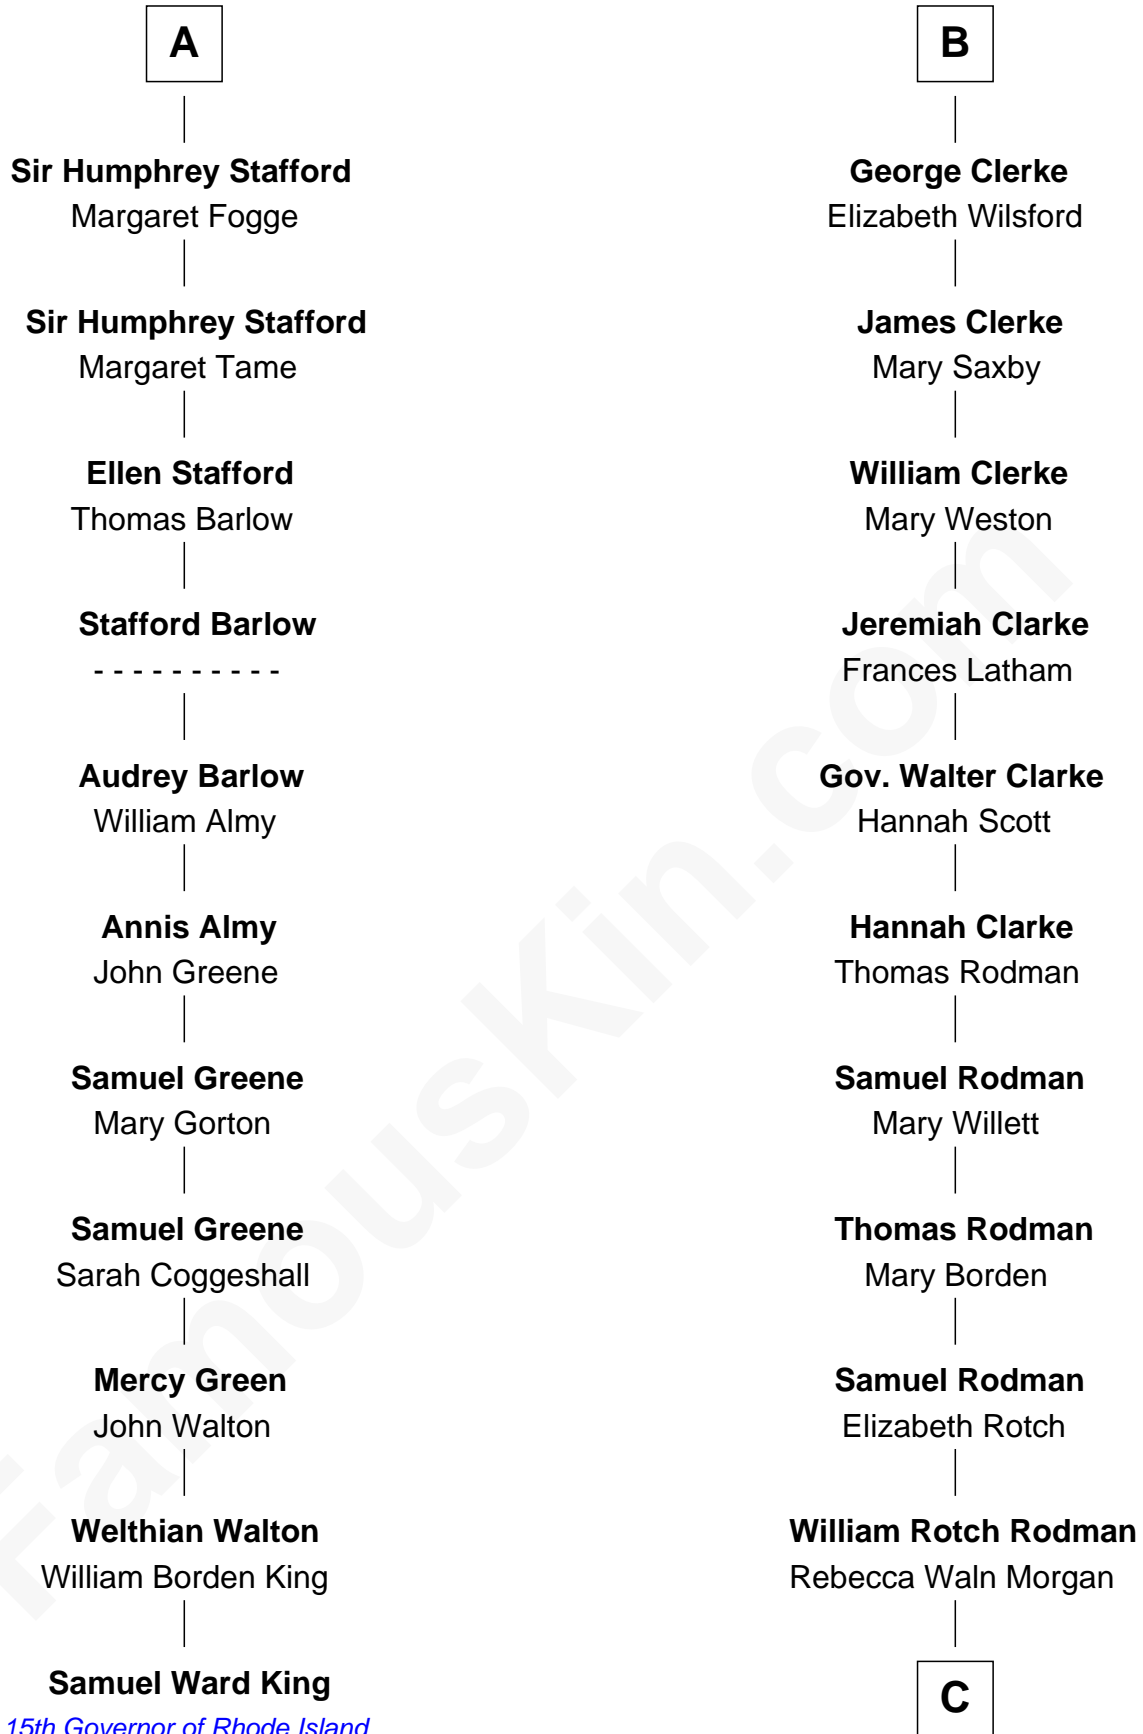 A
Sir Humphrey Stafford
Margaret Fogge
Sir Humphrey Stafford
Margaret Tame
Ellen Stafford
Thomas Barlow
Stafford Barlow
- - - - - - - - - -
Audrey Barlow
William Almy
Annis Almy
John Greene
Samuel Greene
Mary Gorton
Samuel Greene
Sarah Coggeshall
Mercy Green
John Walton
Welthian Walton
William Borden King
Samuel Ward King
15th Governor of Rhode Island
B
George Clerke
Elizabeth Wilsford
James Clerke
Mary Saxby
William Clerke
Mary Weston
Jeremiah Clarke
Frances Latham
Gov. Walter Clarke
Hannah Scott
Hannah Clarke
Thomas Rodman
Samuel Rodman
Mary Willett
Thomas Rodman
Mary Borden
Samuel Rodman
Elizabeth Rotch
William Rotch Rodman
Rebecca Waln Morgan
C
FamousKin.com